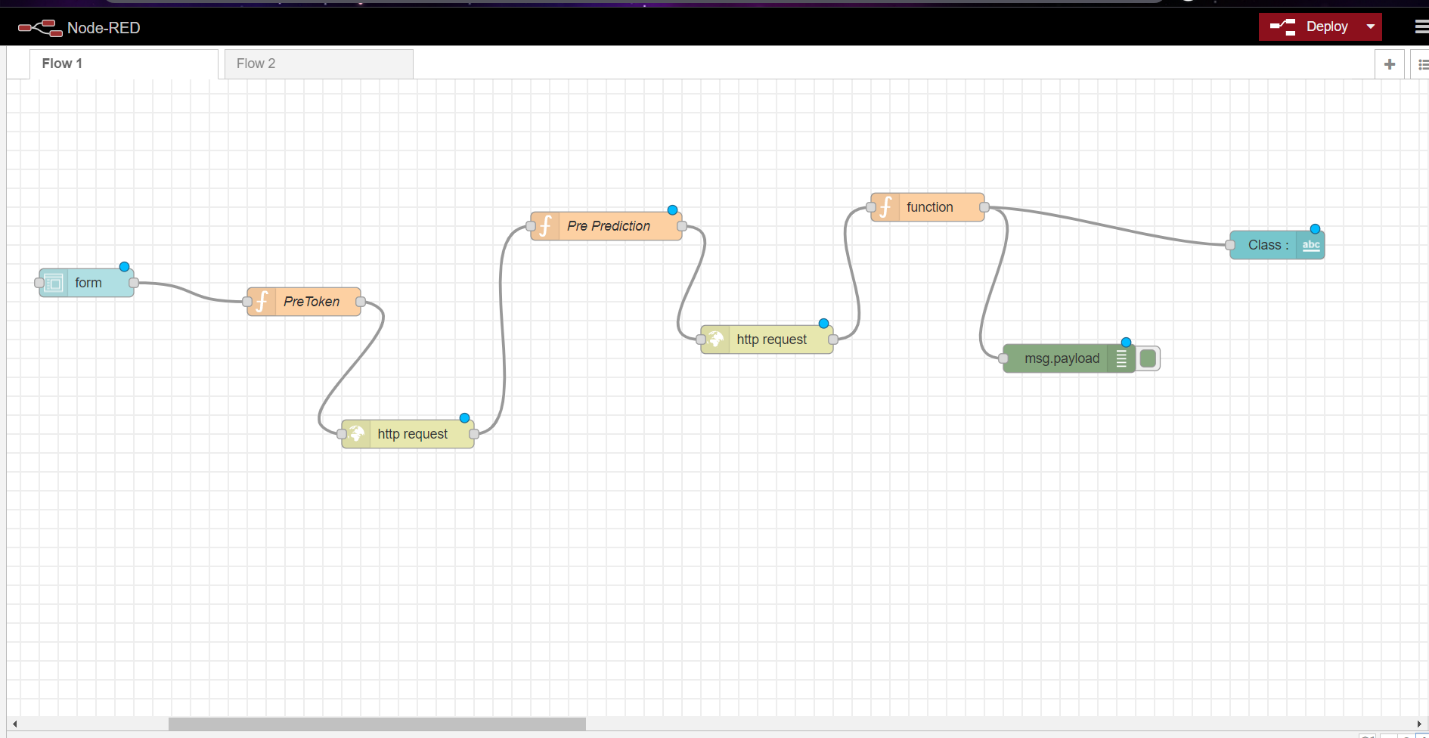 Node-RED
Deploy
Flow 1
Flow 2
function
Pre Prediction
Class :
abc
form
PreToken
http request
msg.payload
http request